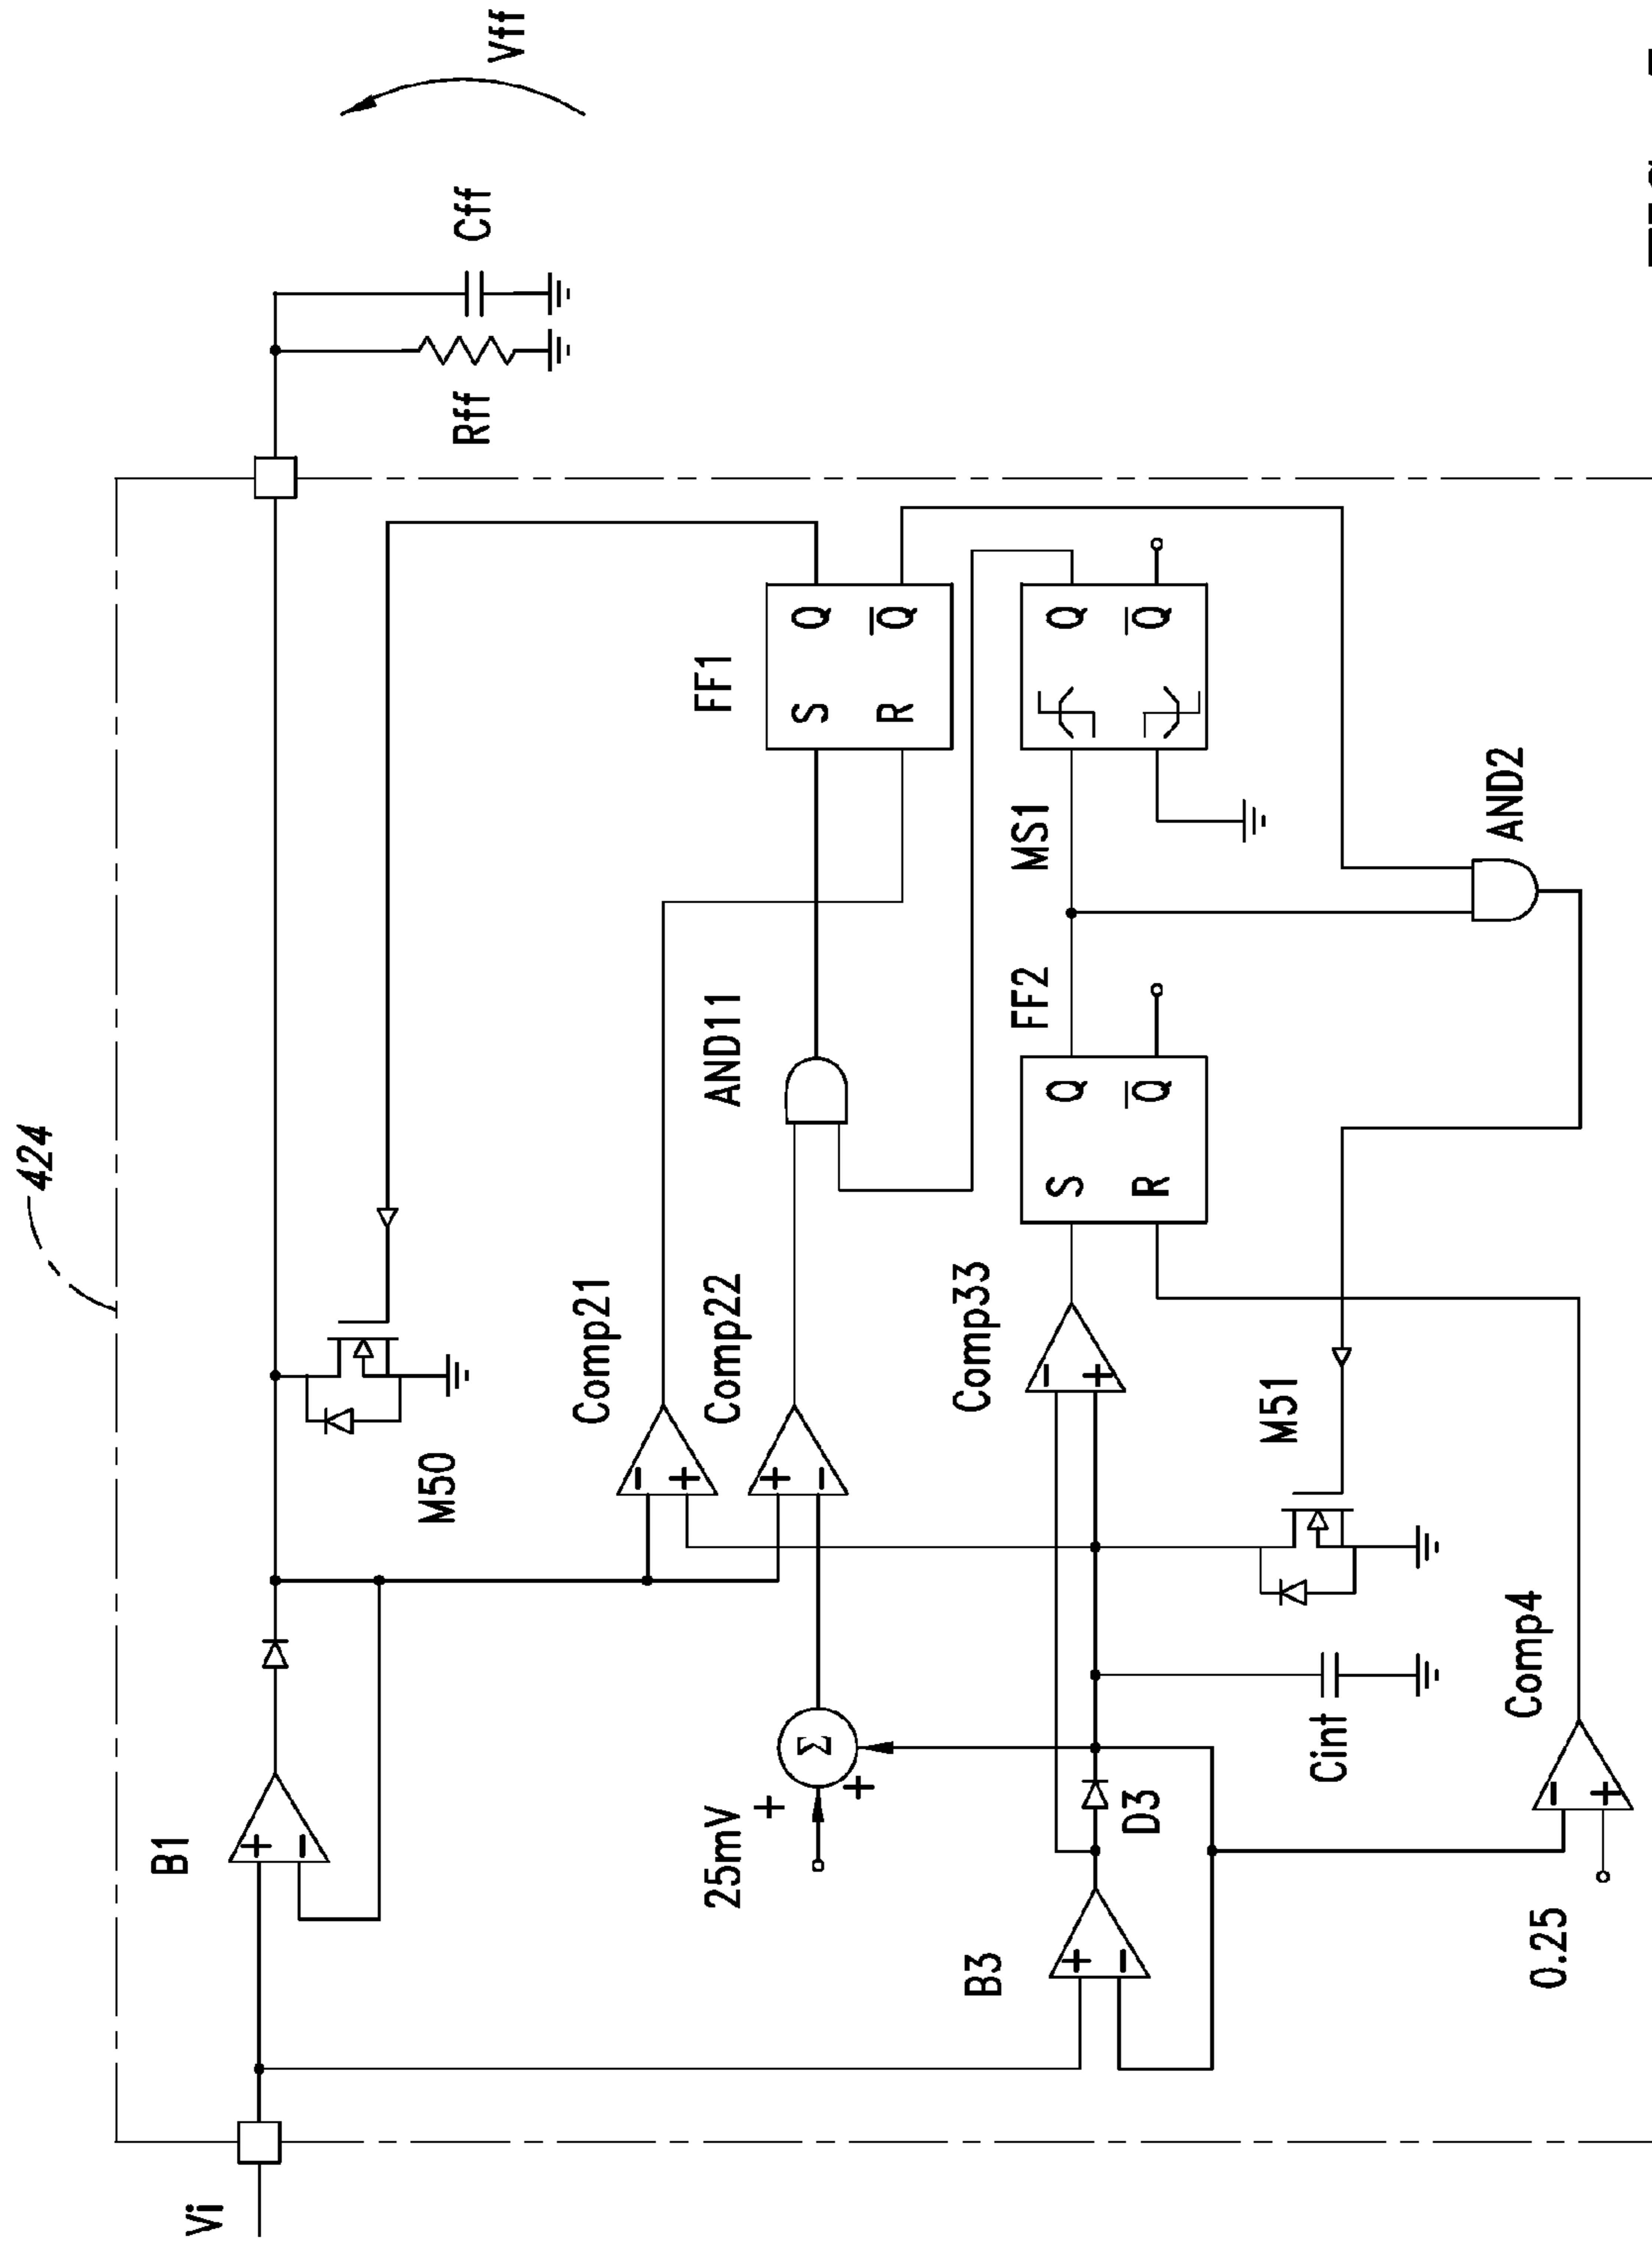 424
Vi
B1
Vff
Rff
Cff
M50
Comp21
Comp22
AND11
FF1
S
R
Q
Q
25mV
+
+
Σ
B3
D3
Comp33
FF2
S
R
Q
Q
MS1
Q
Q
M51
Cint
0.25
Comp4
AND2